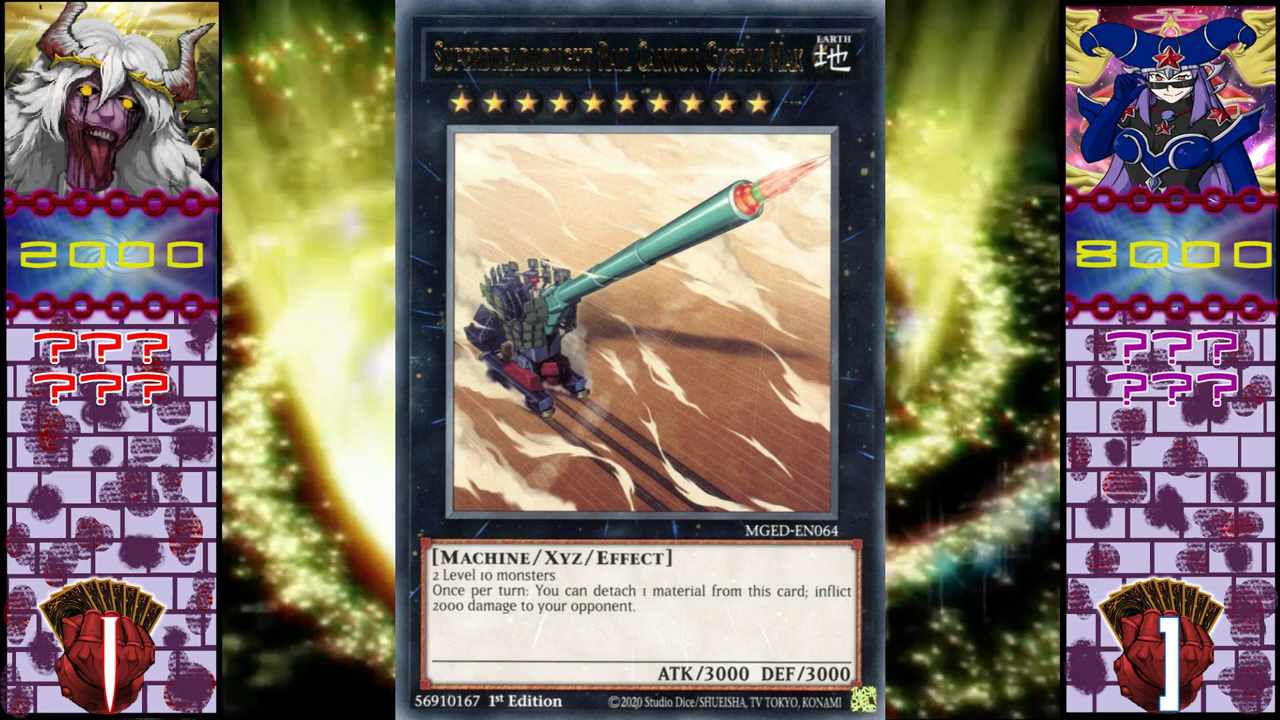 Superdreadnought Rail Cannon Gustav Max
EARTH
地
2000
8000
???
???
???
???
MGED-EN064
[Machine/Xyz/Effect]
2 Level 10 monsters
Once per turn: You can detach 1 material from this card; inflict
2000 damage to your opponent.
ATK/3000 DEF/3000
56910167 1st Edition
©2020 Studio Dice/SHUEISHA, TV TOKYO, KONAMI
1
1